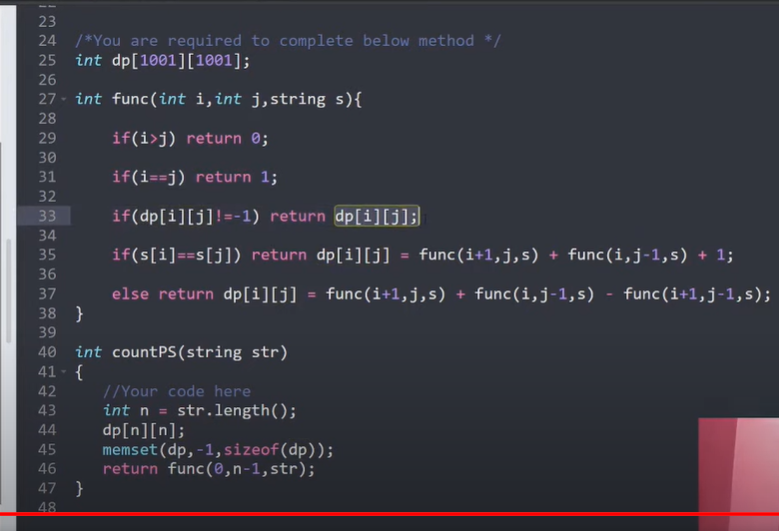 23
24 /*You are required to complete below method */
25 int dp[1001][1001];
26
27 int func(int i,int j,string s){
28
29 if(i>j) return 0;
30
31 if(i==j) return 1;
32
33 if(dp[i][j]!=-1) return dp[i][j];
34
35 if(s[i]==s[j]) return dp[i][j] = func(i+1,j,s) + func(i,j-1,s) + 1;
36
37 else return dp[i][j] = func(i+1,j,s) + func(i,j-1,s) - func(i+1,j-1,s);
38 }
39
40 int countPS(string str)
41 {
42 //Your code here
43 int n = str.length();
44 dp[n][n];
45 memset(dp,-1,sizeof(dp));
46 return func(0,n-1,str);
47 }
48